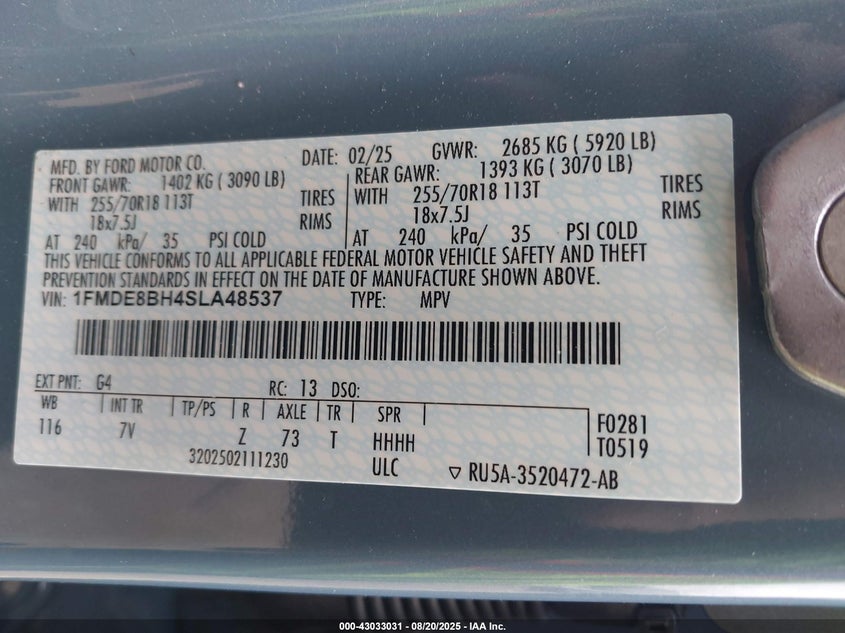 MFD. BY FORD MOTOR CO. DATE: 02/25 GVWR: 2685 KG ( 5920 LB)
FRONT GAWR: 1402 KG ( 3090 LB) REAR GAWR: 1393 KG ( 3070 LB)
WITH 255/70R18 113T TIRES WITH 255/70R18 113T TIRES
18x7.5J RIMS 18x7.5J RIMS
AT 240 kPa/ 35 PSI COLD AT 240 kPa/ 35 PSI COLD
THIS VEHICLE CONFORMS TO ALL APPLICABLE FEDERAL MOTOR VEHICLE SAFETY AND THEFT
PREVENTION STANDARDS IN EFFECT ON THE DATE OF MANUFACTURE SHOWN ABOVE.
VIN: 1FMDE8BH4SLA48537 TYPE: MPV
EXT PNT: G4 RC: 13 DSO:
WB INT TR TP/PS R AXLE TR SPR F0281
116 7V Z 73 T HHHH T0519
3202502111230 ULC ▽ RU5A-3520472-AB
000-43033031 - 08/20/2025 - IAA Inc.